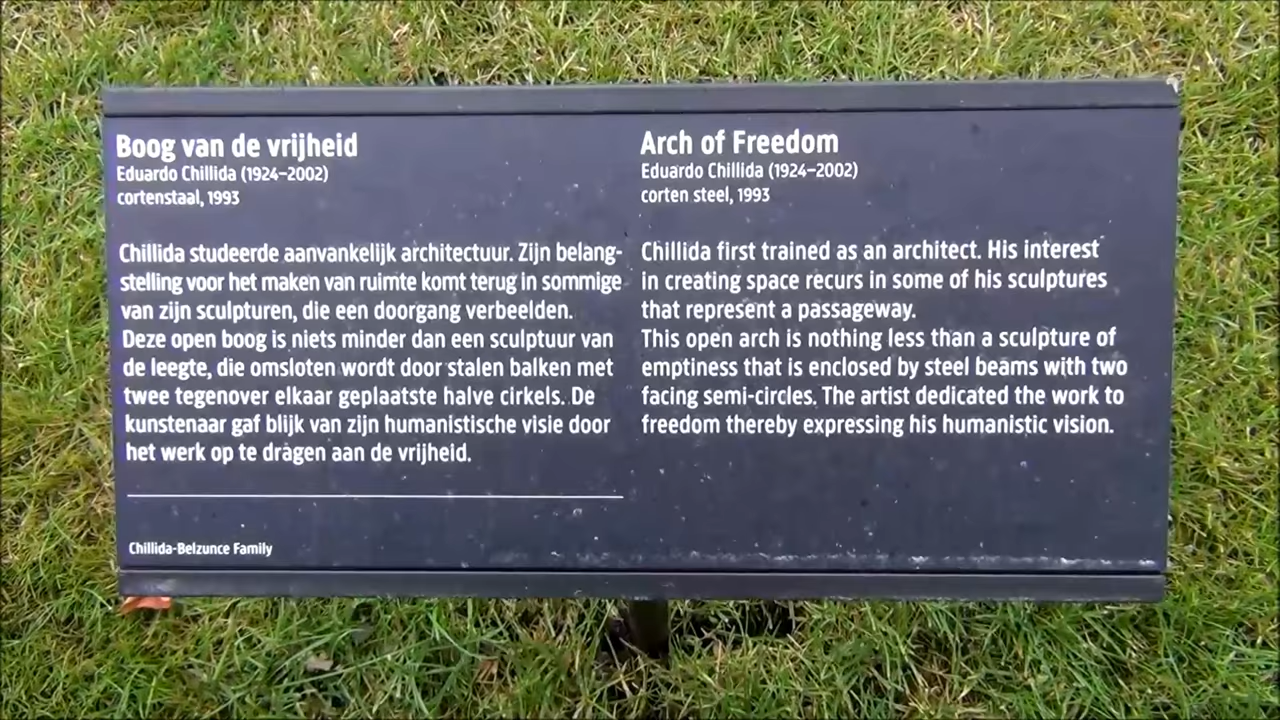 Boog van de vrijheid
Eduardo Chillida (1924–2002)
cortenstaal, 1993
Chillida studeerde aanvankelijk architectuur. Zijn belang-
stelling voor het maken van ruimte komt terug in sommige
van zijn sculpturen, die een doorgang verbeelden.
Deze open boog is niets minder dan een sculptuur van
de leegte, die omsloten wordt door stalen balken met
twee tegenover elkaar geplaatste halve cirkels. De
kunstenaar gaf blijk van zijn humanistische visie door
het werk op te dragen aan de vrijheid.
Chillida-Belzunce Family
Arch of Freedom
Eduardo Chillida (1924–2002)
corten steel, 1993
Chillida first trained as an architect. His interest
in creating space recurs in some of his sculptures
that represent a passageway.
This open arch is nothing less than a sculpture of
emptiness that is enclosed by steel beams with two
facing semi-circles. The artist dedicated the work to
freedom thereby expressing his humanistic vision.